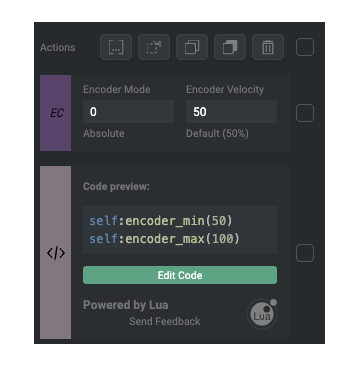 Actions
[...]
EC
Encoder Mode
Encoder Velocity
0
50
Absolute
Default (50%)
</>
Code preview:
self:encoder_min(50)
self:encoder_max(100)
Edit Code
Powered by Lua
Send Feedback
Lua